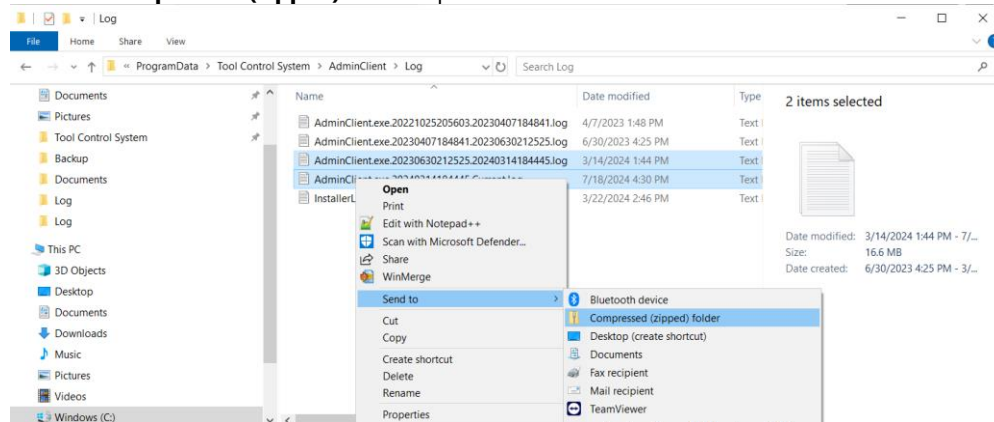 Log
File Home Share View
« ProgramData > Tool Control System > AdminClient > Log
Search Log
Documents
Pictures
Tool Control System
Backup
Documents
Log
Log
This PC
3D Objects
Desktop
Documents
Downloads
Music
Pictures
Videos
Windows (C:)
Name Date modified Type
AdminClient.exe.20221025205603.20230407184841.log 4/7/2023 1:48 PM Text
AdminClient.exe.20230407184841.20230630212525.log 6/30/2023 4:25 PM Text
AdminClient.exe.20230630212525.20240314184445.log 3/14/2024 1:44 PM Text
7/18/2024 4:30 PM Text
InstallerL 3/22/2024 2:46 PM Text
Open
Print
Edit with Notepad++
Scan with Microsoft Defender...
Share
WinMerge
Send to
Cut
Copy
Create shortcut
Delete
Rename
Properties
Bluetooth device
Compressed (zipped) folder
Desktop (create shortcut)
Documents
Fax recipient
Mail recipient
TeamViewer
2 items selected
Date modified: 3/14/2024 1:44 PM - 7/...
Size: 16.6 MB
Date created: 6/30/2023 4:25 PM - 3/...